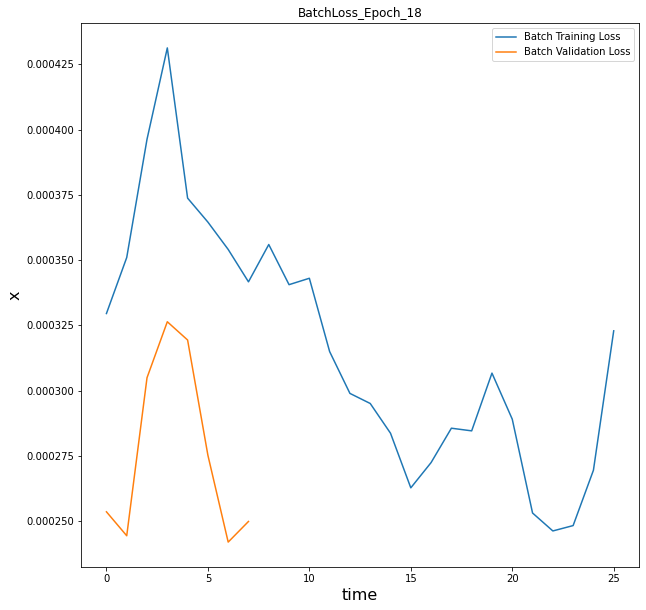 BatchLoss_Epoch_18
Batch Training Loss
Batch Validation Loss
0.000425
0.000400
0.000375
0.000350
0.000325
0.000300
0.000275
0.000250
x
0 5 10 15 20 25
time